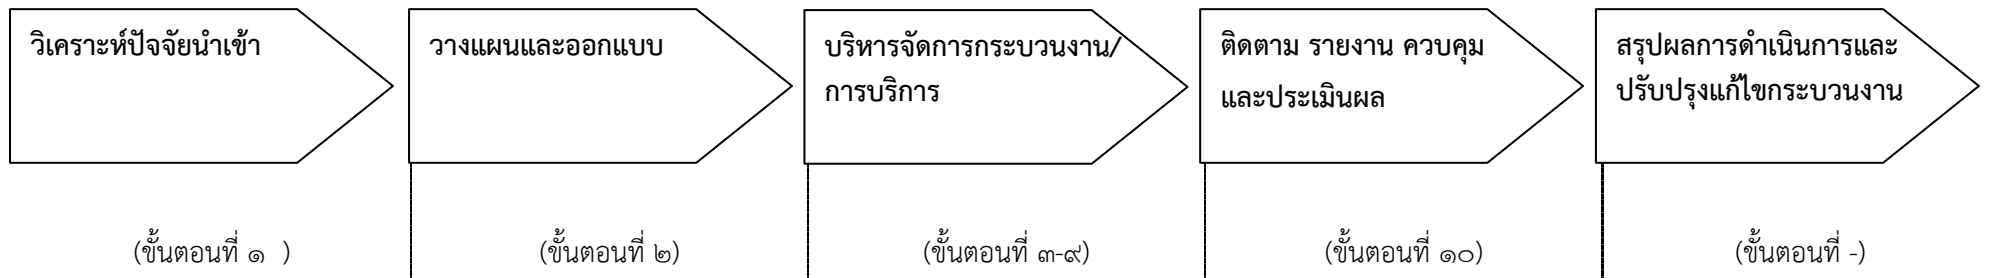 วิเคราะห์ปัจจัยนำเข้า
วางแผนและออกแบบ
บริหารจัดการกระบวนงาน/
การบริการ
ติดตาม รายงาน ควบคุม
และประเมินผล
สรุปผลการดำเนินการและ
ปรับปรุงแก้ไขกระบวนงาน
(ขั้นตอนที่ ๑ )
(ขั้นตอนที่ ๒)
(ขั้นตอนที่ ๓-๙)
(ขั้นตอนที่ ๑๐)
(ขั้นตอนที่ -)